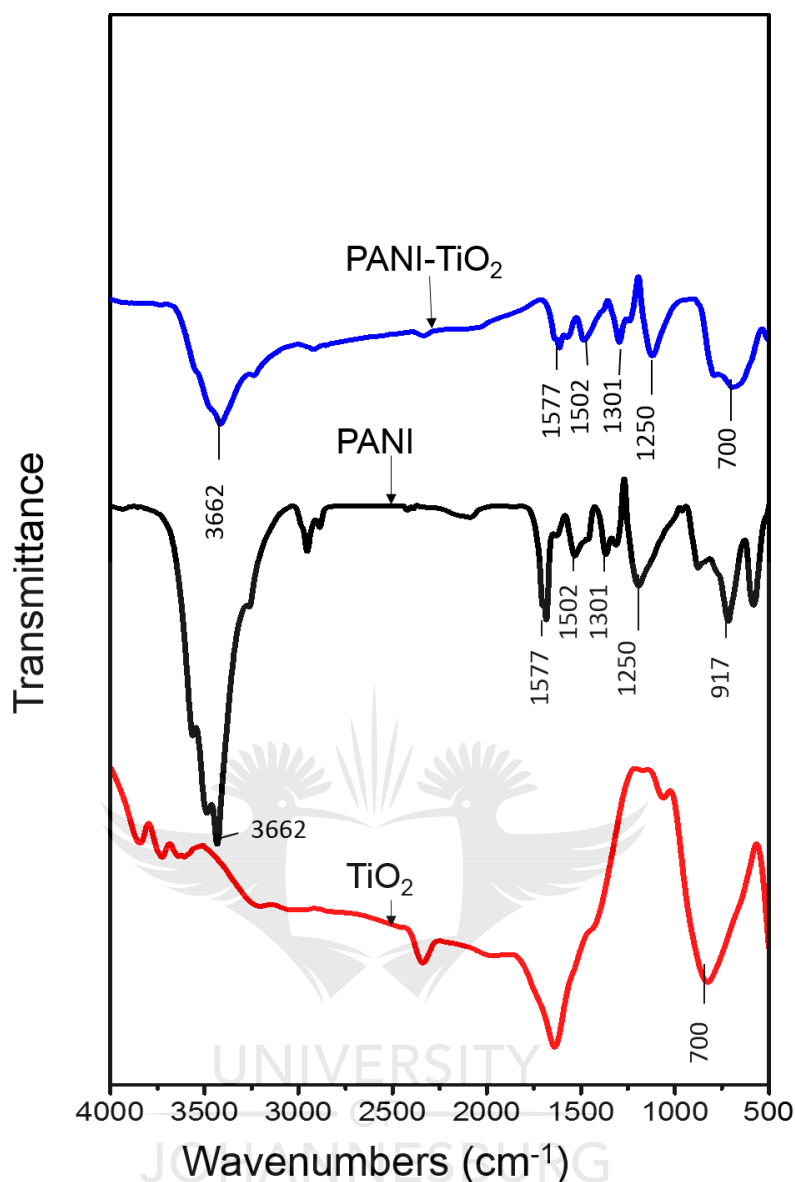 PANI-TiO₂
1577
1502
1301
1250
700
3662
PANI
1577
1502
1301
1250
917
3662
TiO₂
700
Transmittance
UNIVERSITY
OF
JOHANNESBURG
4000 3500 3000 2500 2000 1500 1000 500
Wavenumbers (cm⁻¹)